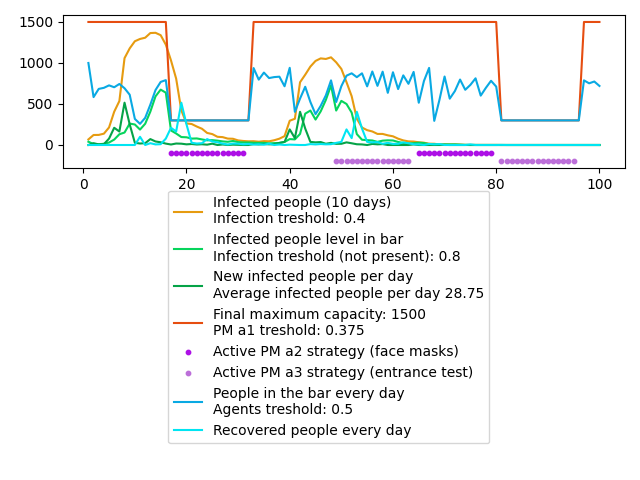 1500
1000
500
0
0 20 40 60 80 100
Infected people (10 days)
Infection treshold: 0.4
Infected people level in bar
Infection treshold (not present): 0.8
New infected people per day
Average infected people per day 28.75
Final maximum capacity: 1500
PM a1 treshold: 0.375
Active PM a2 strategy (face masks)
Active PM a3 strategy (entrance test)
People in the bar every day
Agents treshold: 0.5
Recovered people every day